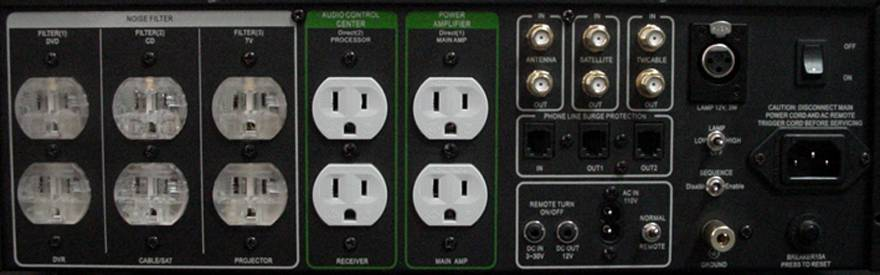 NOISE FILTER
FILTER(1)
DVD
FILTER(2)
CD
FILTER(3)
TV
DVR
CABLE/SAT
PROJECTOR
AUDIO CONTROL
CENTER
Direct(2)
PROCESSOR
RECEIVER
POWER
AMPLIFIER
Direct(1)
MAIN AMP
MAIN AMP
IN
ANTENNA
OUT
IN
SATELLITE
OUT
IN
TV/CABLE
OUT
PHONE LINE SURGE PROTECTION
IN
OUT1
OUT2
REMOTE TURN
ON/OFF
DC IN
3~30V
DC OUT
12V
AC IN
110V
NORMAL
REMOTE
LAMP 12V, 3W
LAMP
LOW HIGH
OFF
SEQUENCE
Disable Enable
GROUND
OFF
ON
CAUTION: DISCONNECT MAIN
POWER CORD AND AC REMOTE
TRIGGER CORD BEFORE SERVICING
BREAKER15A
PRESS TO RESET